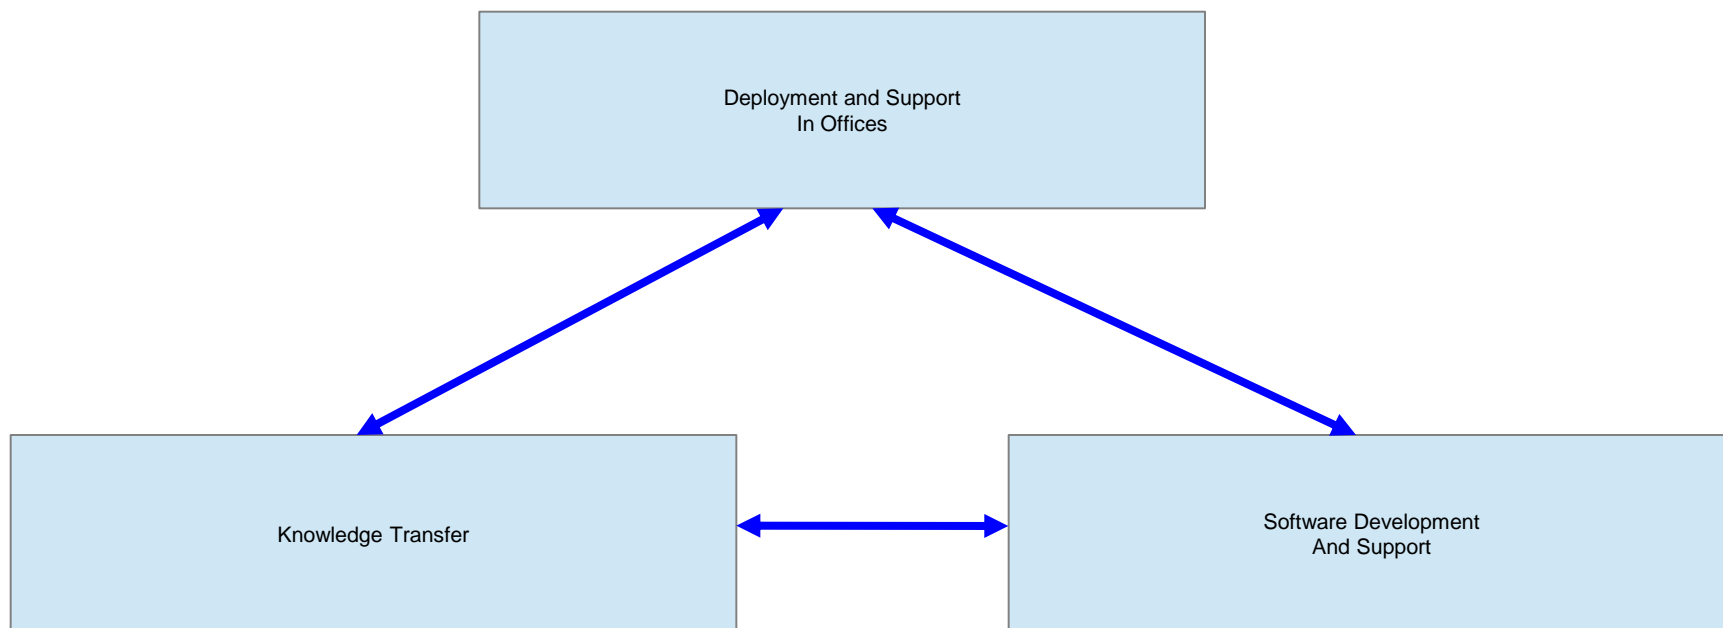 Deployment and Support
In Offices
Knowledge Transfer
Software Development
And Support